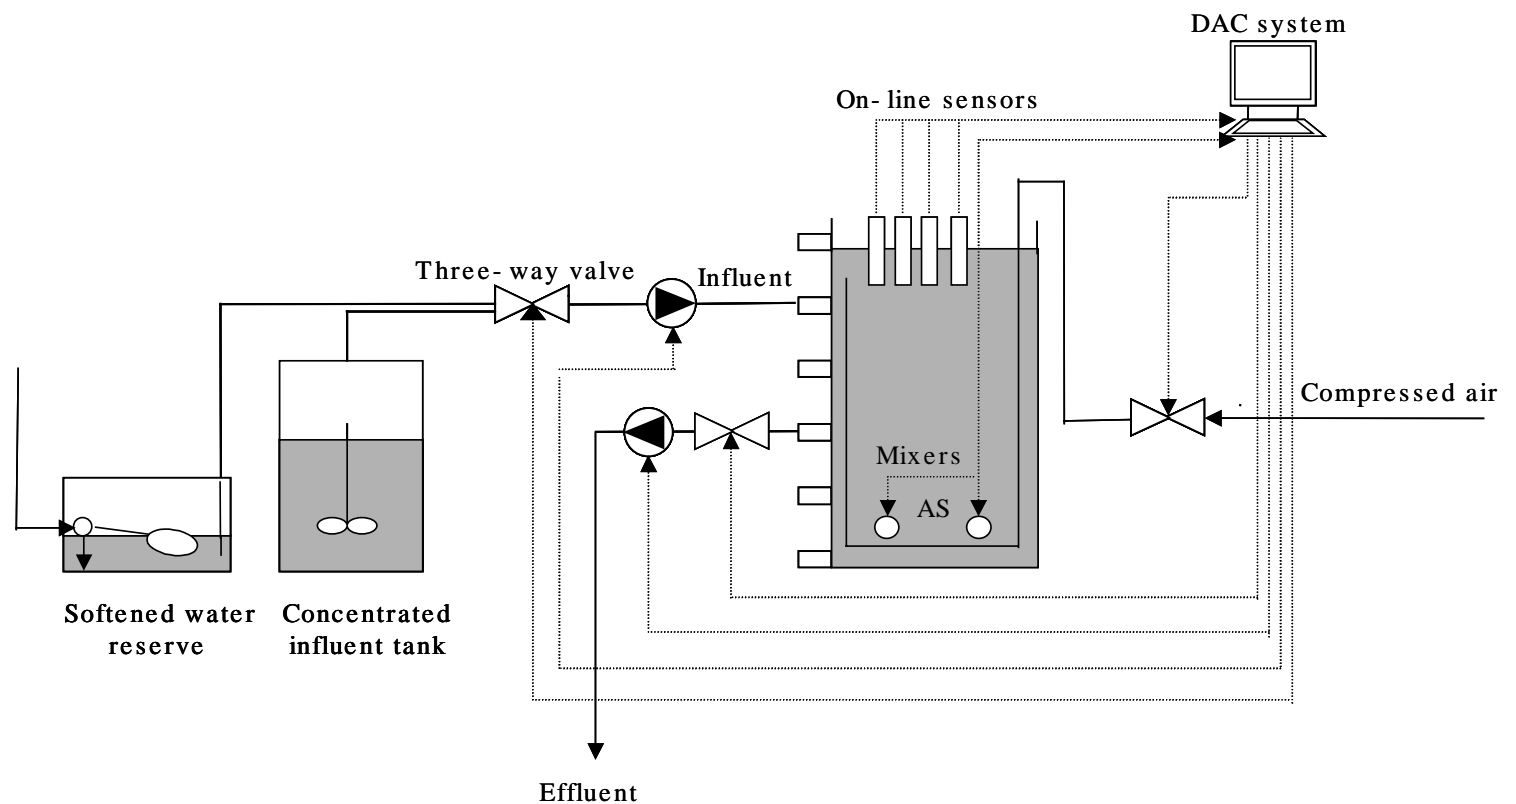 DAC system
On-line sensors
Three-way valve
Influent
Compressed air
Mixers
AS
Softened water
reserve
Concentrated
influent tank
Effluent